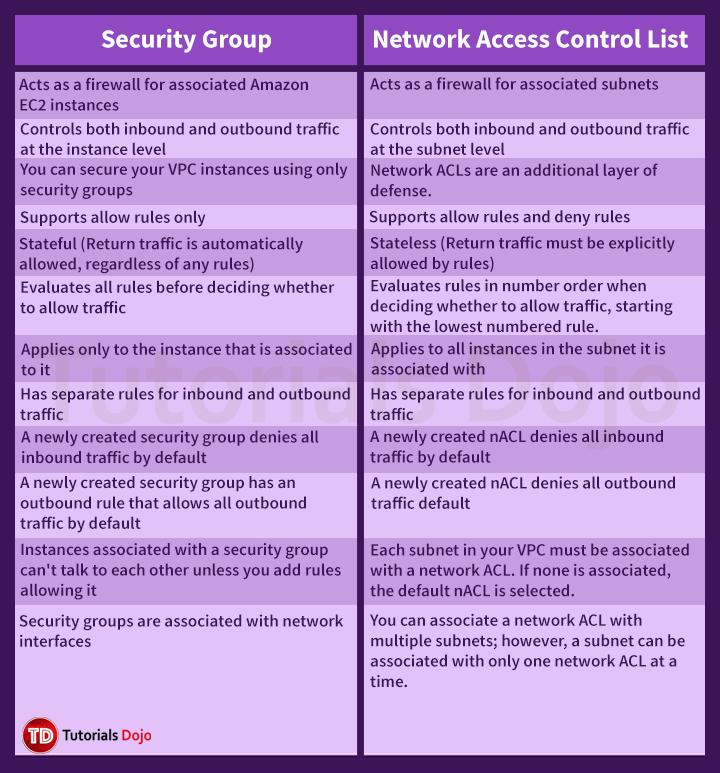 Security Group
Network Access Control List
Acts as a firewall for associated Amazon
EC2 instances
Acts as a firewall for associated subnets
Controls both inbound and outbound traffic
at the instance level
Controls both inbound and outbound traffic
at the subnet level
You can secure your VPC instances using only
security groups
Network ACLs are an additional layer of
defense.
Supports allow rules only
Supports allow rules and deny rules
Stateful (Return traffic is automatically
allowed, regardless of any rules)
Stateless (Return traffic must be explicitly
allowed by rules)
Evaluates all rules before deciding whether
to allow traffic
Evaluates rules in number order when
deciding whether to allow traffic, starting
with the lowest numbered rule.
Applies only to the instance that is associated
to it
Applies to all instances in the subnet it is
associated with
Has separate rules for inbound and outbound
traffic
Has separate rules for inbound and outbound
traffic
A newly created security group denies all
inbound traffic by default
A newly created nACL denies all inbound
traffic by default
A newly created security group has an
outbound rule that allows all outbound
traffic by default
A newly created nACL denies all outbound
traffic default
Instances associated with a security group
can't talk to each other unless you add rules
allowing it
Each subnet in your VPC must be associated
with a network ACL. If none is associated,
the default nACL is selected.
Security groups are associated with network
interfaces
You can associate a network ACL with
multiple subnets; however, a subnet can be
associated with only one network ACL at a
time.
Tutorials Dojo
TD Tutorials Dojo